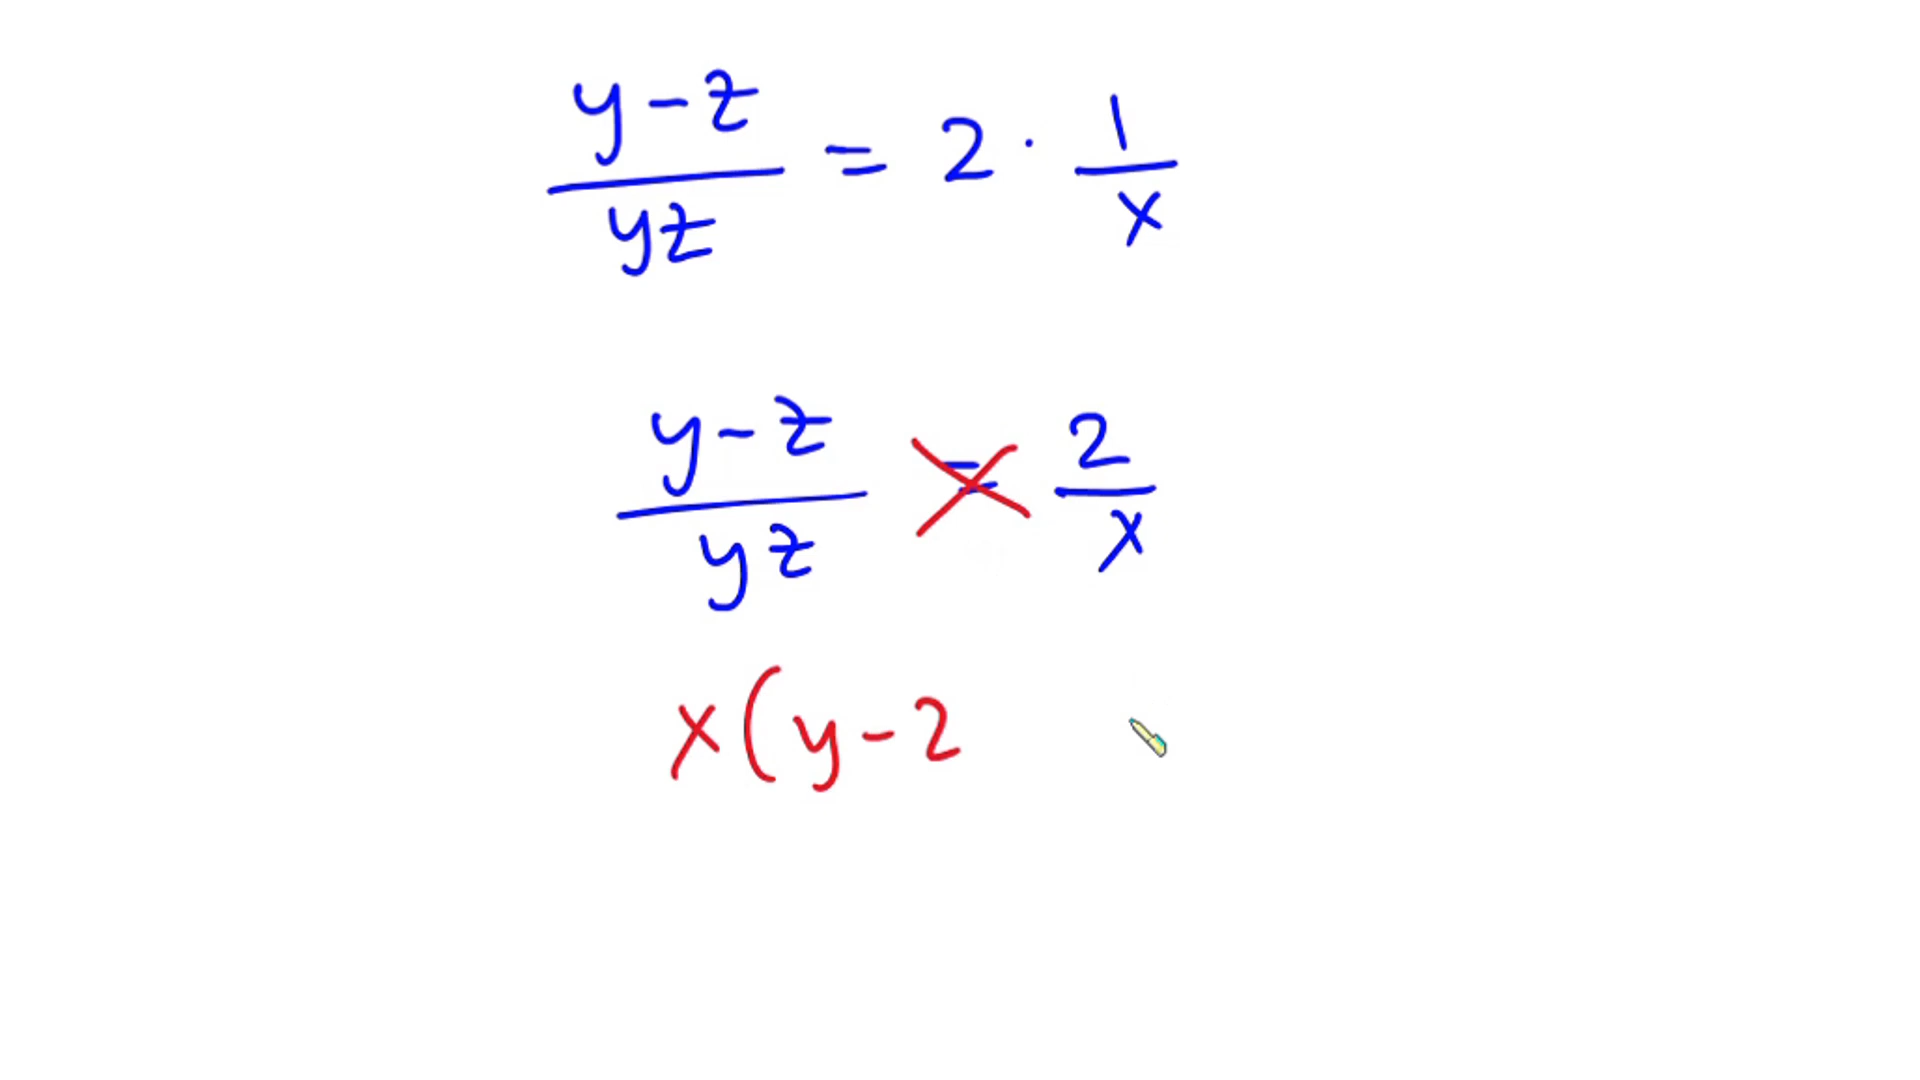 (y-z)/(yz) = 2 · 1/x
(y-z)/(yz) = 2/x
x(y-2